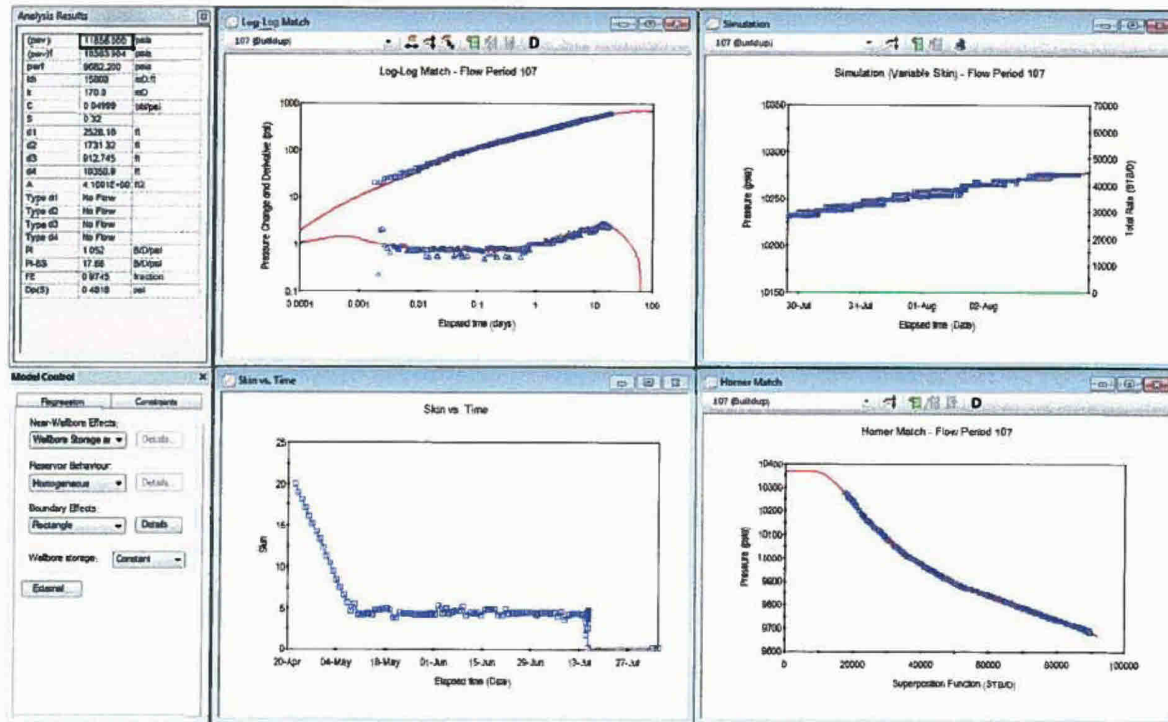 Analysis Results
(pav)i 11856.000 psia
psia
pwf 9682.200 psia
kh 15800 mD.ft
k 170.0 mD
C 0.04999 bbl/psi
S 0.32
d1 2528.18 ft
d2 1731.32 ft
d3 912.745 ft
d4 10350.9 ft
A ft2
Type d1 No Flow
Type d2 No Flow
Type d3 No Flow
Type d4 No Flow
PI 1.052 B/D/psi
PI-SS 17.66 B/D/psi
FE 0.9745 fraction
Dp(S) 0.4818 psi
Log-Log Match
107 (Buildup)
D
Log-Log Match - Flow Period 107
Pressure Change and Derivative (psi)
1000
100
10
1
0.1
0.0001 0.001 0.01 0.1 1 10 100
Elapsed time (days)
Simulation
107 (Buildup)
Simulation (Variable Skin) - Flow Period 107
Pressure (psia)
10350
10300
10250
10200
10150
70000
60000
50000
40000
30000
20000
10000
0
Total Rate (STB/D)
30-Jul 31-Jul 01-Aug 02-Aug
Elapsed time (Date)
Model Control
Regression Constraints
Near-Wellbore Effects:
Wellbore Storage ar Details...
Reservoir Behaviour:
Homogeneous Details...
Boundary Effects:
Rectangle Details...
Wellbore storage: Constant
External...
Skin vs. Time
Skin vs. Time
Skin
25
20
15
10
5
0
20-Apr 04-May 18-May 01-Jun 15-Jun 29-Jun 13-Jul 27-Jul
Elapsed time (Date)
Horner Match
107 (Buildup)
D
Horner Match - Flow Period 107
Pressure (psia)
10400
10300
10200
10100
10000
9900
9800
9700
9600
0 20000 40000 60000 80000 100000
Superposition Function (STB/D)